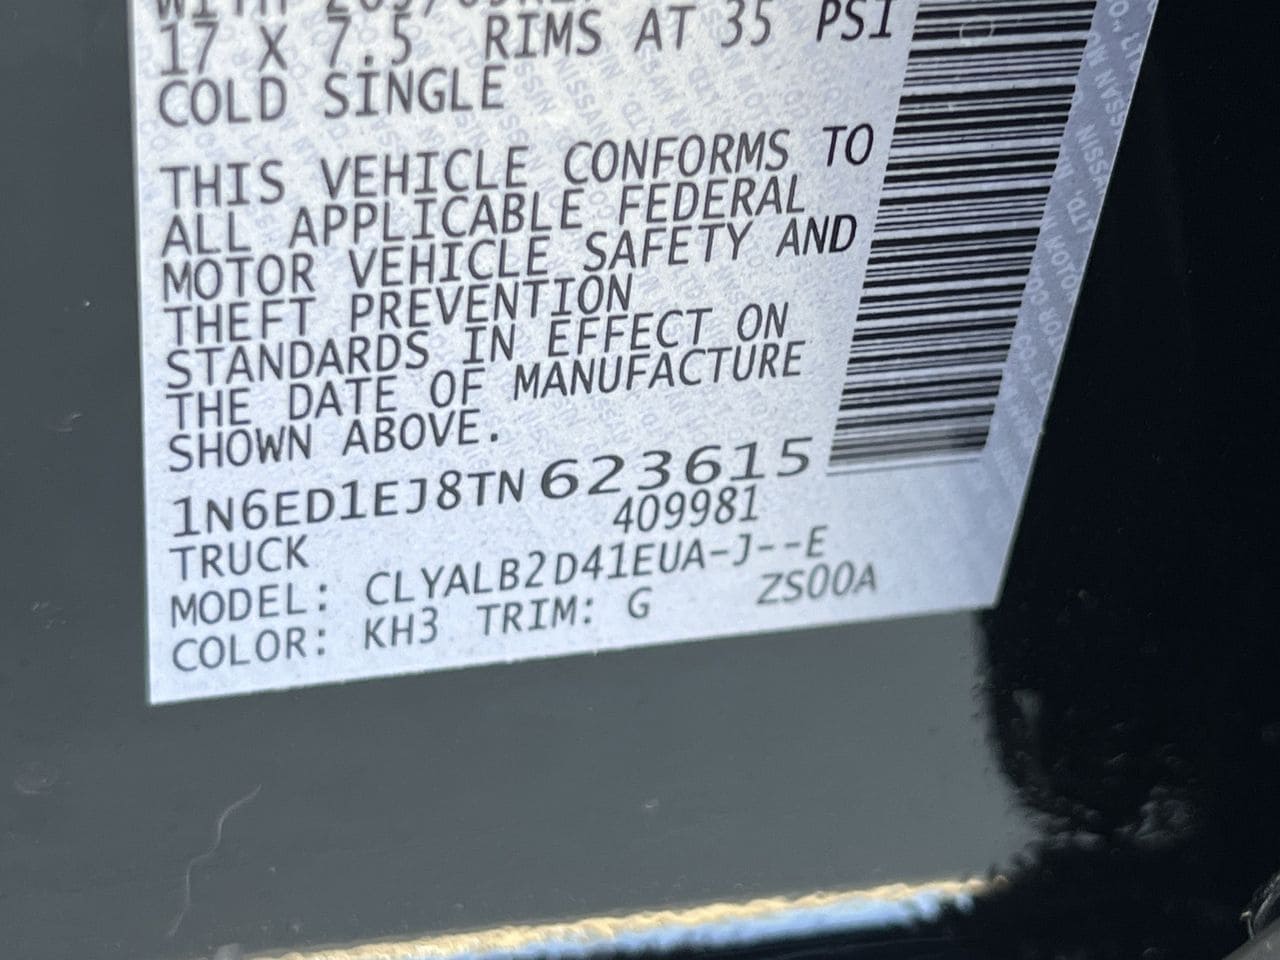 17 X 7.5 RIMS AT 35 PSI
COLD SINGLE
THIS VEHICLE CONFORMS TO
ALL APPLICABLE FEDERAL
MOTOR VEHICLE SAFETY AND
THEFT PREVENTION
STANDARDS IN EFFECT ON
THE DATE OF MANUFACTURE
SHOWN ABOVE.
1N6ED1EJ8TN623615
409981
TRUCK
MODEL: CLYALB2D41EUA-J--E
COLOR: KH3 TRIM: G ZS00A